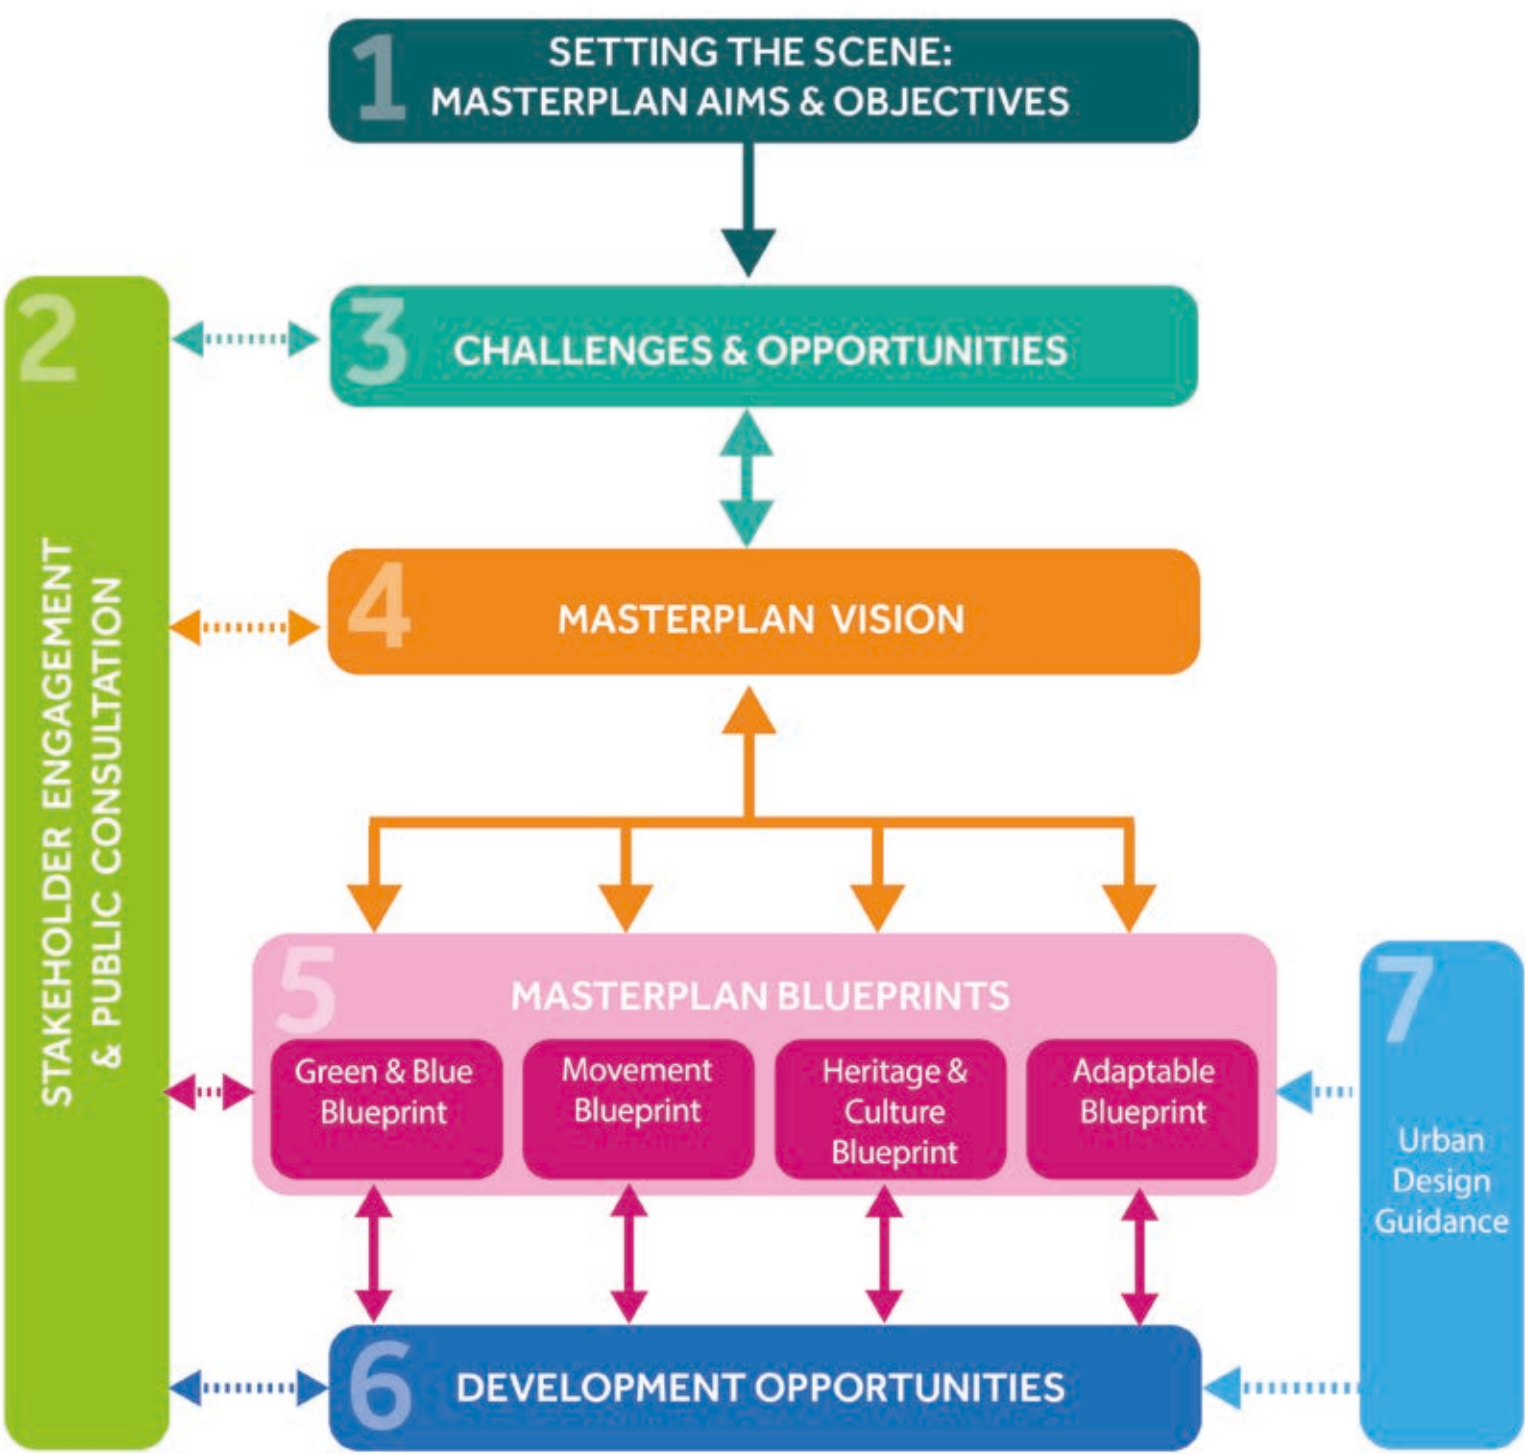 1
SETTING THE SCENE:
MASTERPLAN AIMS & OBJECTIVES
2
STAKEHOLDER ENGAGEMENT
& PUBLIC CONSULTATION
3
CHALLENGES & OPPORTUNITIES
4
MASTERPLAN VISION
5
MASTERPLAN BLUEPRINTS
Green & Blue
Blueprint
Movement
Blueprint
Heritage &
Culture
Blueprint
Adaptable
Blueprint
6
DEVELOPMENT OPPORTUNITIES
7
Urban
Design
Guidance